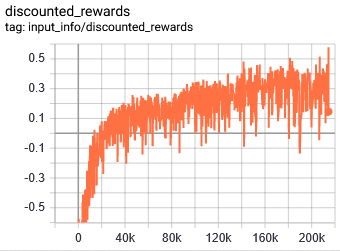 discounted_rewards
tag: input_info/discounted_rewards
0.5
0.3
0.1
-0.1
-0.3
-0.5
0 40k 80k 120k 160k 200k